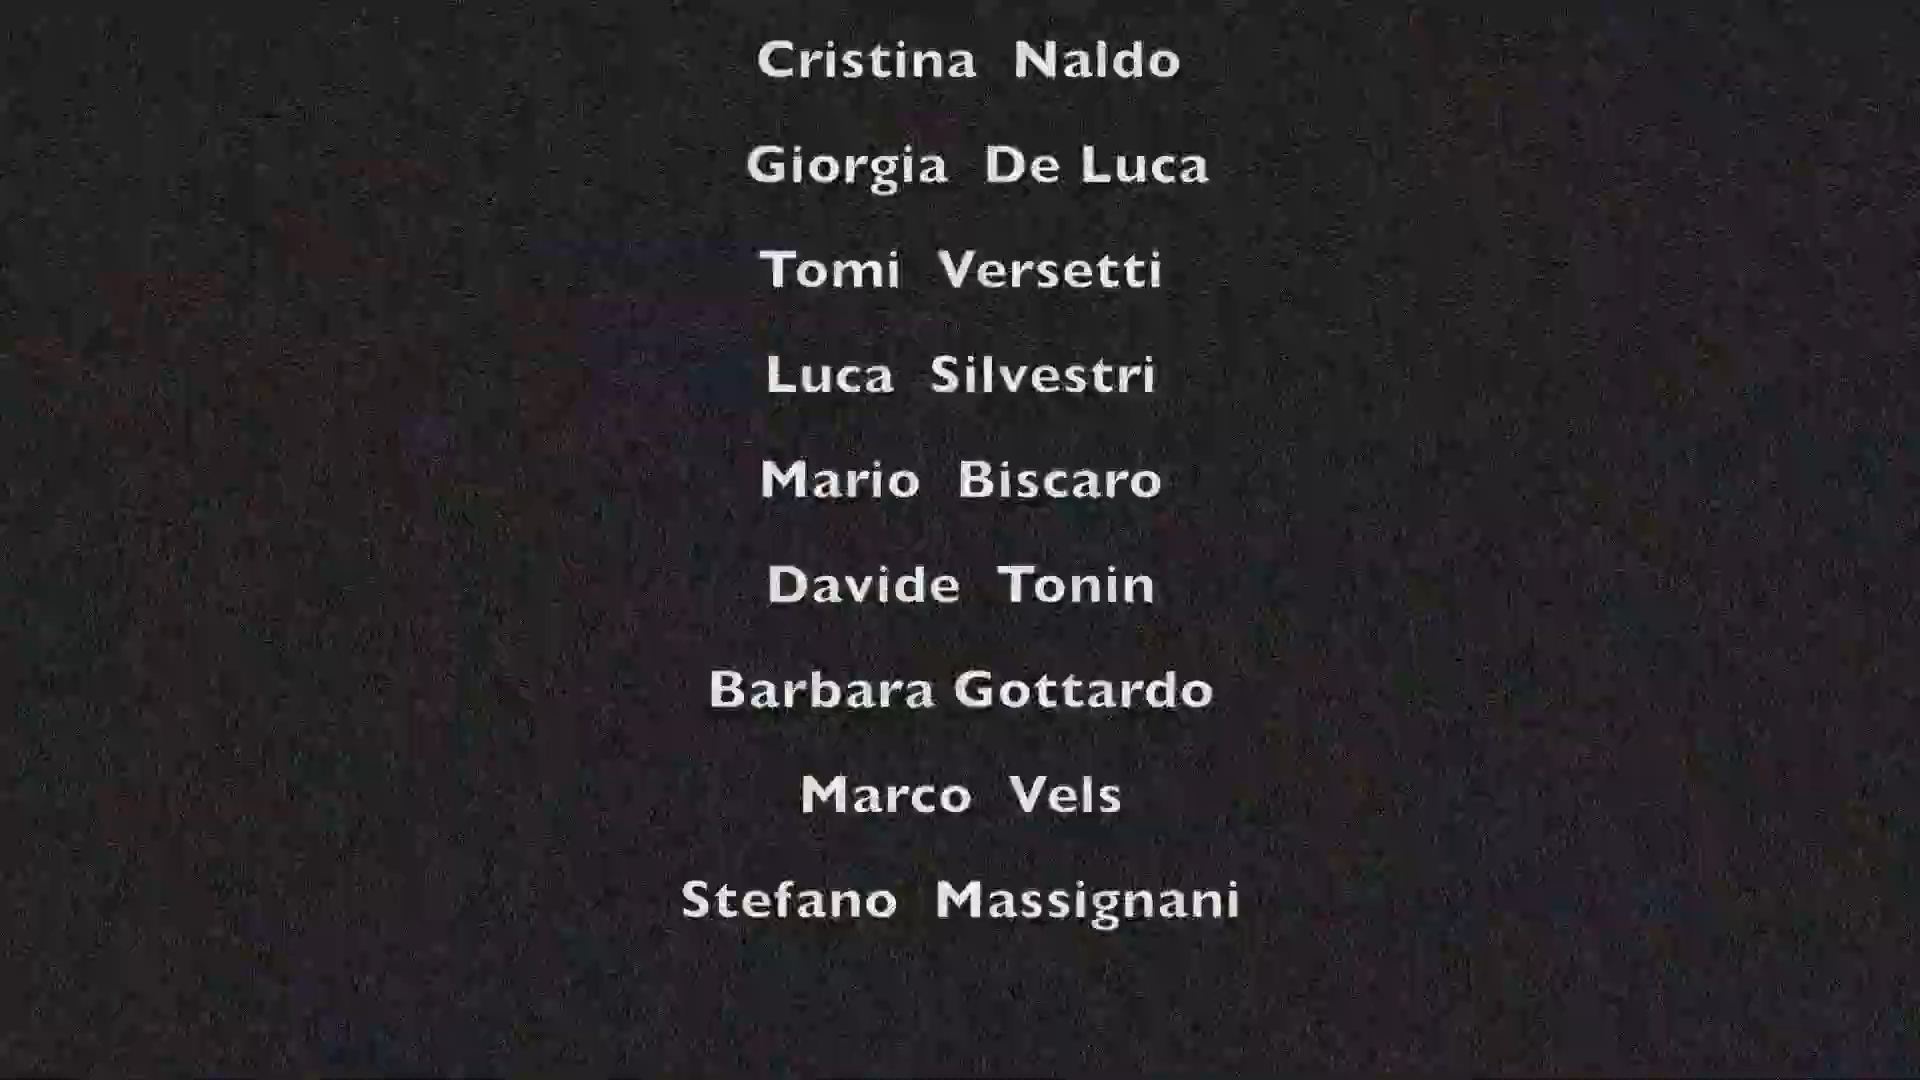 Cristina Naldo
Giorgia De Luca
Tomi Versetti
Luca Silvestri
Mario Biscaro
Davide Tonin
Barbara Gottardo
Marco Vels
Stefano Massignani